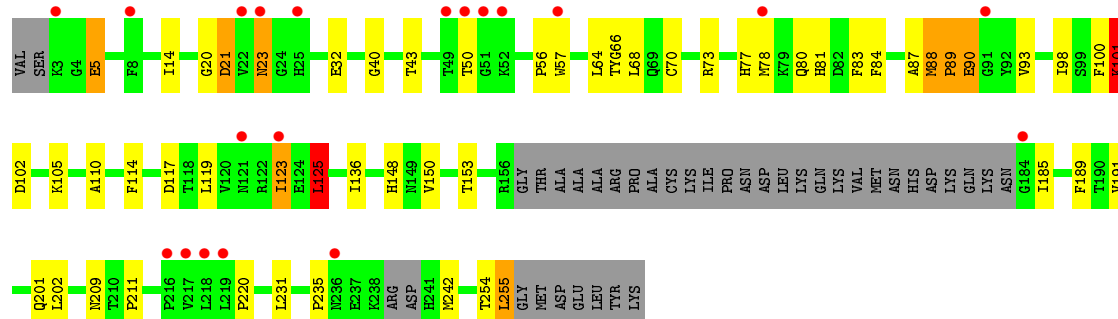 VAL SER K3 G4 E5 F8 I14 G20 D21 V22 N23 G24 H25 E32 G40 T43 T49 T50 G51 K52 P56 W57 L64 TYG66 L68 Q69 C70 R73 H77 M78 K79 Q80 H81 D82 F83 F84 A87 M88 P89 E90 G91 Y92 V93 I98 S99 F100 K101
D102 K105 A110 F114 D117 T118 L119 V120 N121 R122 I123 E124 L125 I136 H148 N149 V150 T153 R156 GLY THR ALA ALA ALA ARG PRO ALA CYS LYS ILE PRO ASN ASP LEU LYS GLN LYS VAL MET ASN HIS ASP LYS GLN LYS ASN G184 I185 F189 T190 V191
Q201 L202 N209 T210 P211 P216 V217 L218 L219 P220 L231 P235 N236 E237 K238 ARG ASP H241 M242 T254 L255 GLY MET ASP GLU LEU TYR LYS